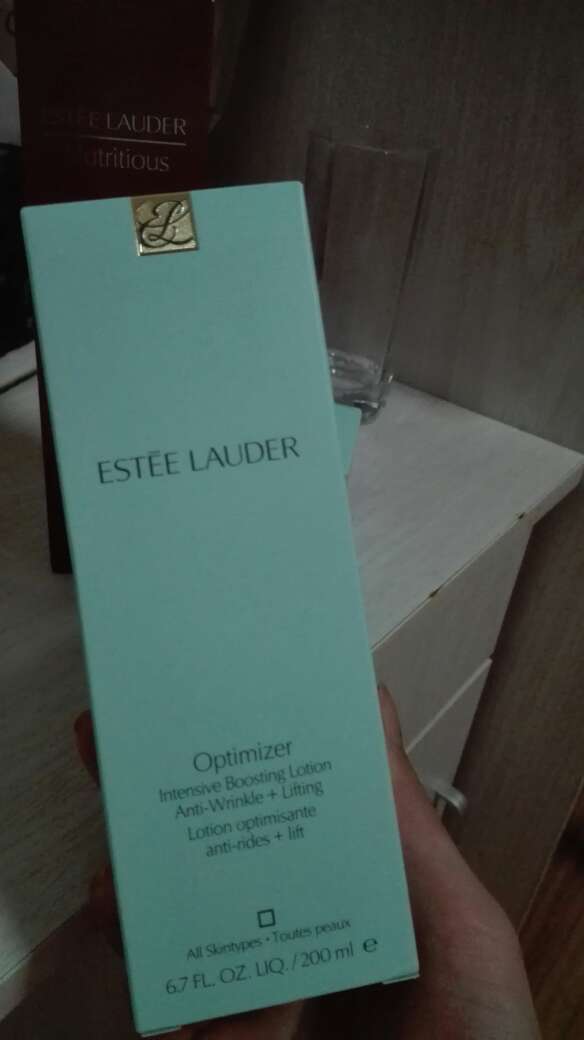 ESTĒE LAUDER
utritious
ESTĒE LAUDER
Optimizer
Intensive Boosting Lotion
Anti-Wrinkle + Lifting
Lotion optimisante
anti-rides + lift
All Skintypes • Toutes peaux
6.7 FL. OZ. LIQ. / 200 ml e